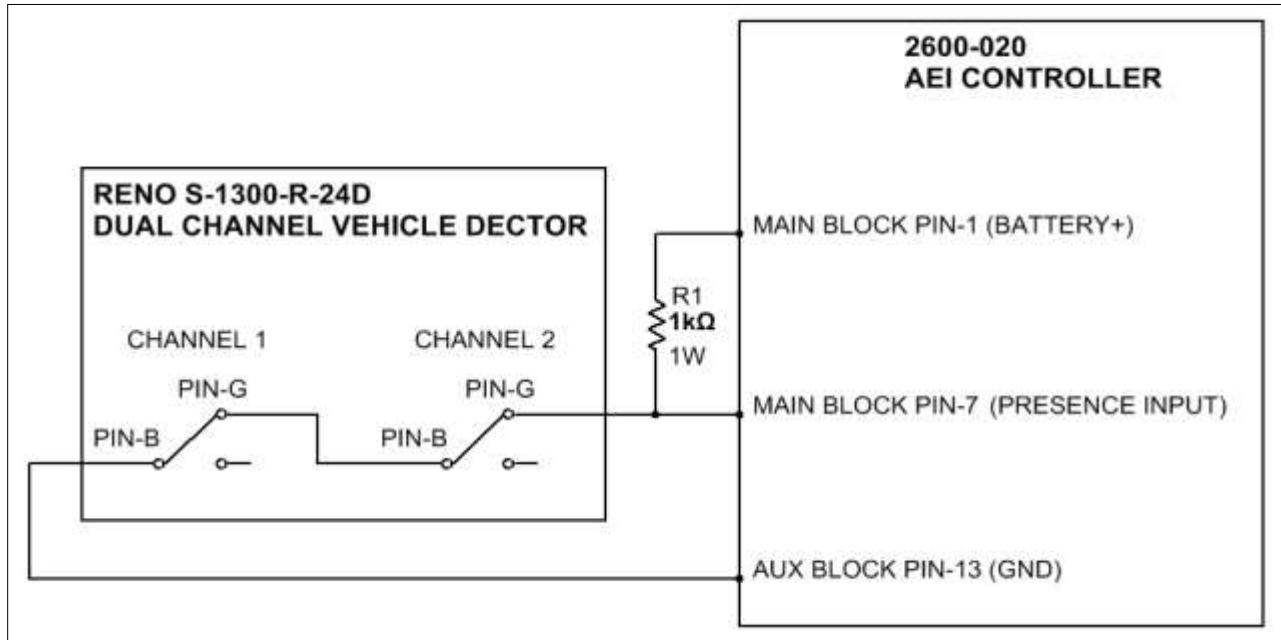 2600-020
AEI CONTROLLER
RENO S-1300-R-24D
DUAL CHANNEL VEHICLE DECTOR
MAIN BLOCK PIN-1 (BATTERY+)
R1
1kΩ
1W
CHANNEL 1
CHANNEL 2
PIN-G
PIN-G
MAIN BLOCK PIN-7 (PRESENCE INPUT)
PIN-B
PIN-B
AUX BLOCK PIN-13 (GND)